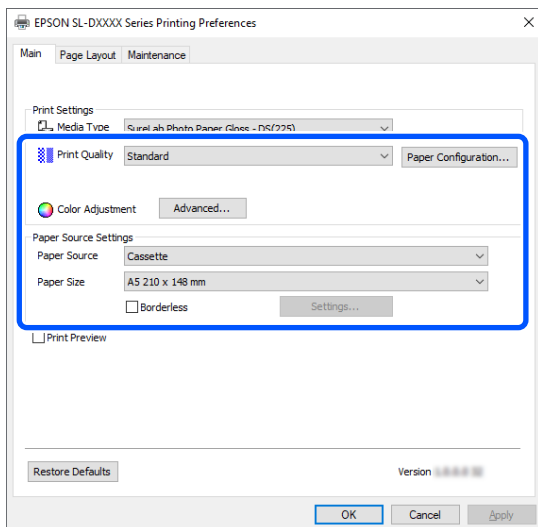 EPSON SL-DXXXX Series Printing Preferences
Main Page Layout Maintenance
Print Settings
Media Type SureLab Photo Paper Gloss - DS(225)
Print Quality Standard Paper Configuration...
Color Adjustment Advanced...
Paper Source Settings
Paper Source Cassette
Paper Size A5 210 x 148 mm
Borderless Settings...
Print Preview
Restore Defaults Version
OK Cancel Apply